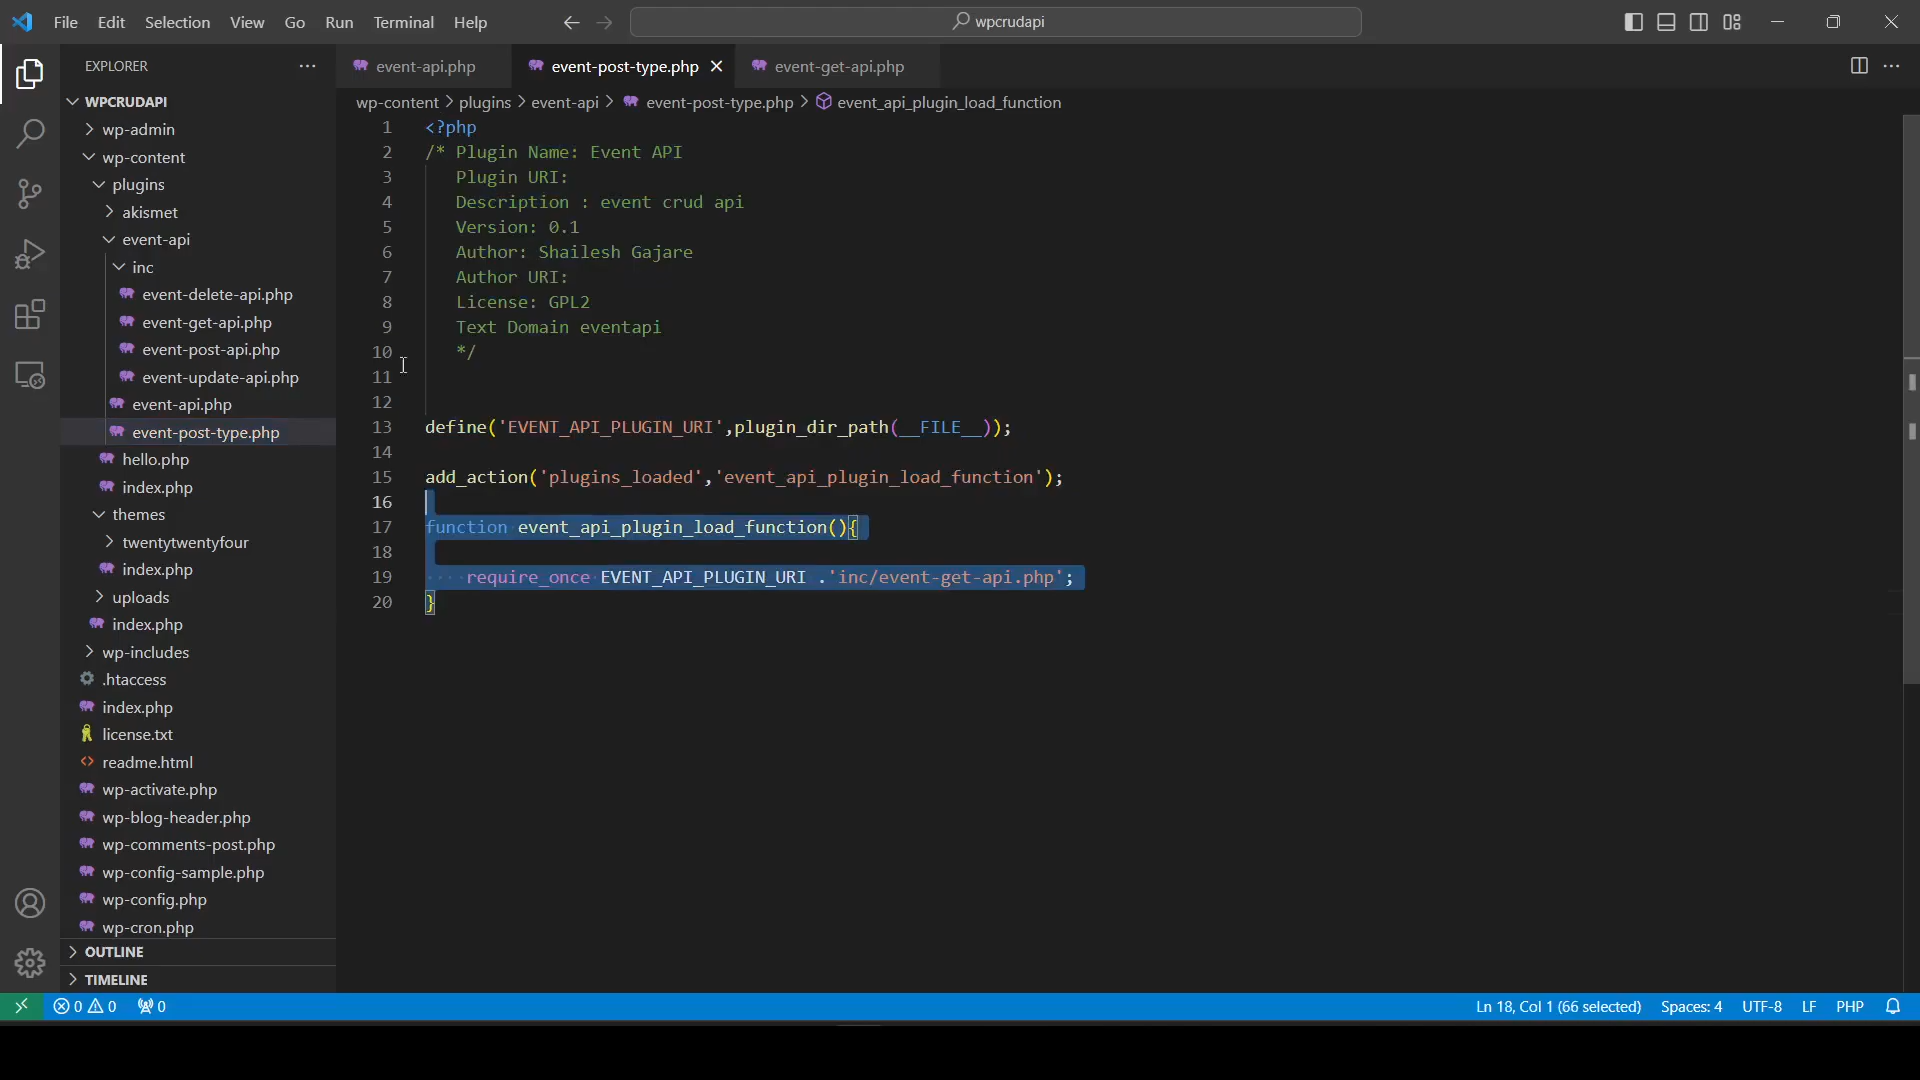 File Edit Selection View Go Run Terminal Help
wpcrudapi
EXPLORER
event-api.php
event-post-type.php
event-get-api.php
wp-content > plugins > event-api > event-post-type.php > event_api_plugin_load_function
WPCRUDAPI
wp-admin
wp-content
plugins
akismet
event-api
inc
event-delete-api.php
event-get-api.php
event-post-api.php
event-update-api.php
event-api.php
event-post-type.php
hello.php
index.php
themes
twentytwentyfour
index.php
uploads
index.php
wp-includes
.htaccess
index.php
license.txt
readme.html
wp-activate.php
wp-blog-header.php
wp-comments-post.php
wp-config-sample.php
wp-config.php
wp-cron.php
OUTLINE
TIMELINE
1 <?php
2 /* Plugin Name: Event API
3 Plugin URI:
4 Description : event crud api
5 Version: 0.1
6 Author: Shailesh Gajare
7 Author URI:
8 License: GPL2
9 Text Domain eventapi
10 */
11
12
13 define('EVENT_API_PLUGIN_URI',plugin_dir_path(__FILE__));
14
15 add_action('plugins_loaded','event_api_plugin_load_function');
16
17 function event_api_plugin_load_function(){
18
19 require_once EVENT_API_PLUGIN_URI .'inc/event-get-api.php';
20 }
0 0 0
Ln 18, Col 1 (66 selected) Spaces: 4 UTF-8 LF PHP